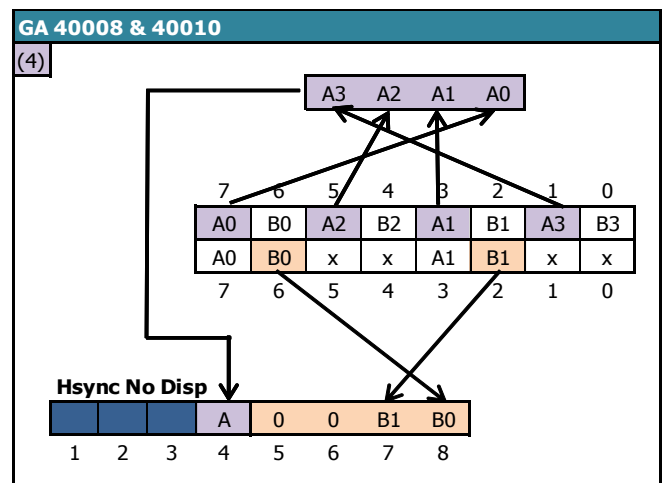 GA 40008 & 40010
(4)
A3 A2 A1 A0
7 6 5 4 3 2 1 0
A0 B0 A2 B2 A1 B1 A3 B3
A0 B0 x x A1 B1 x x
7 6 5 4 3 2 1 0
Hsync No Disp
A 0 0 B1 B0
1 2 3 4 5 6 7 8